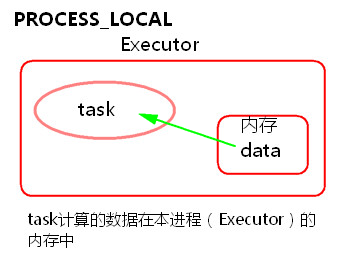 PROCESS_LOCAL
Executor
task
内存
data
task计算的数据在本进程（Executor）的
内存中